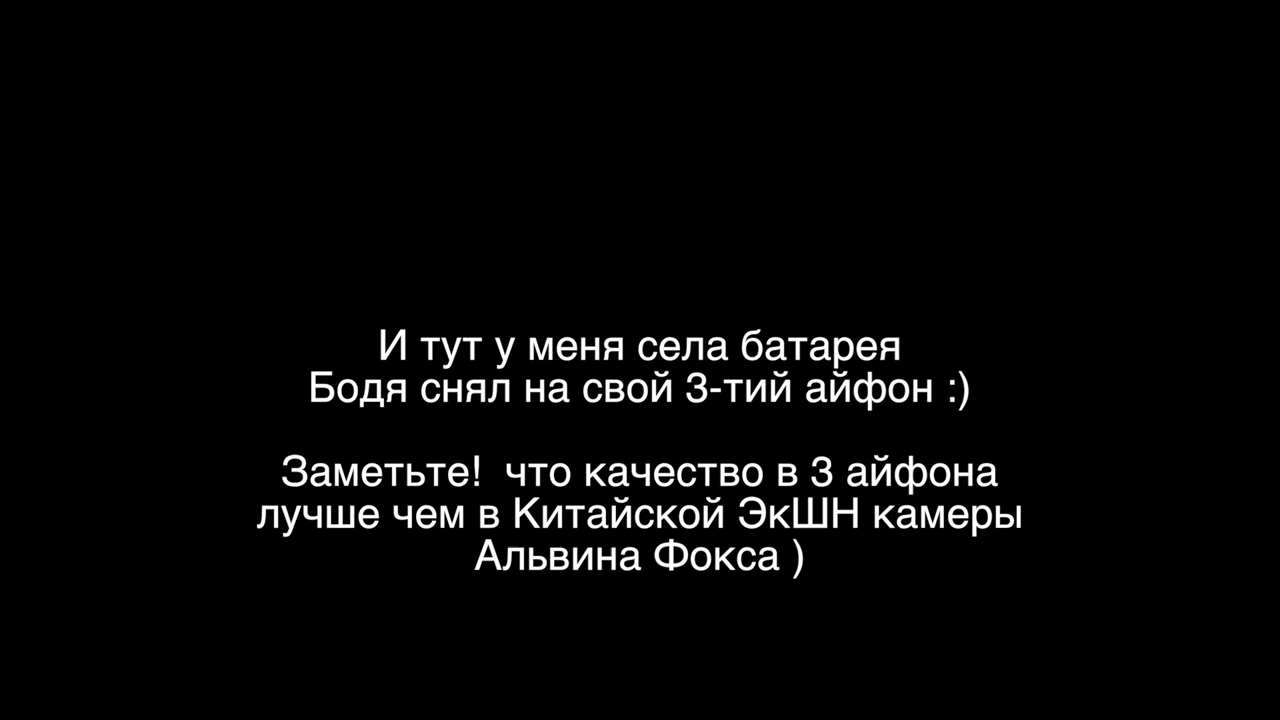 И тут у меня села батарея
Бодя снял на свой 3-тий айфон :)
Заметьте!  что качество в 3 айфона
лучше чем в Китайской ЭкШН камеры
Альвина Фокса )